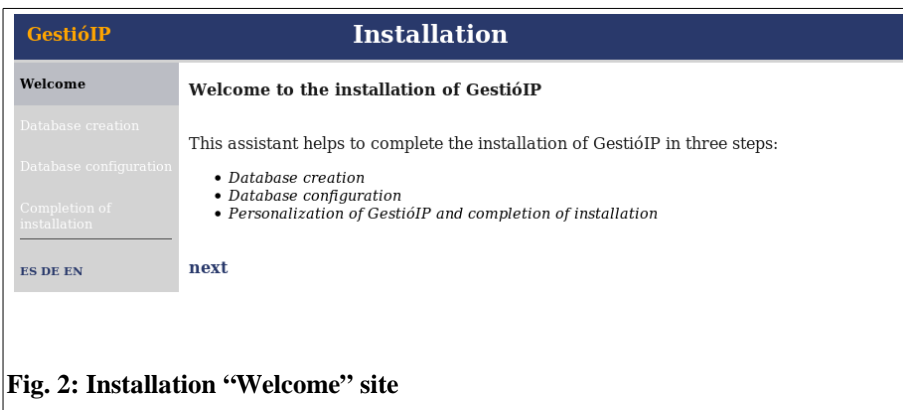 GestióIP
Installation
Welcome
Database creation
Database configuration
Completion of
installation
ES DE EN
Welcome to the installation of GestióIP
This assistant helps to complete the installation of GestióIP in three steps:
• Database creation
• Database configuration
• Personalization of GestióIP and completion of installation
next
Fig. 2: Installation “Welcome” site